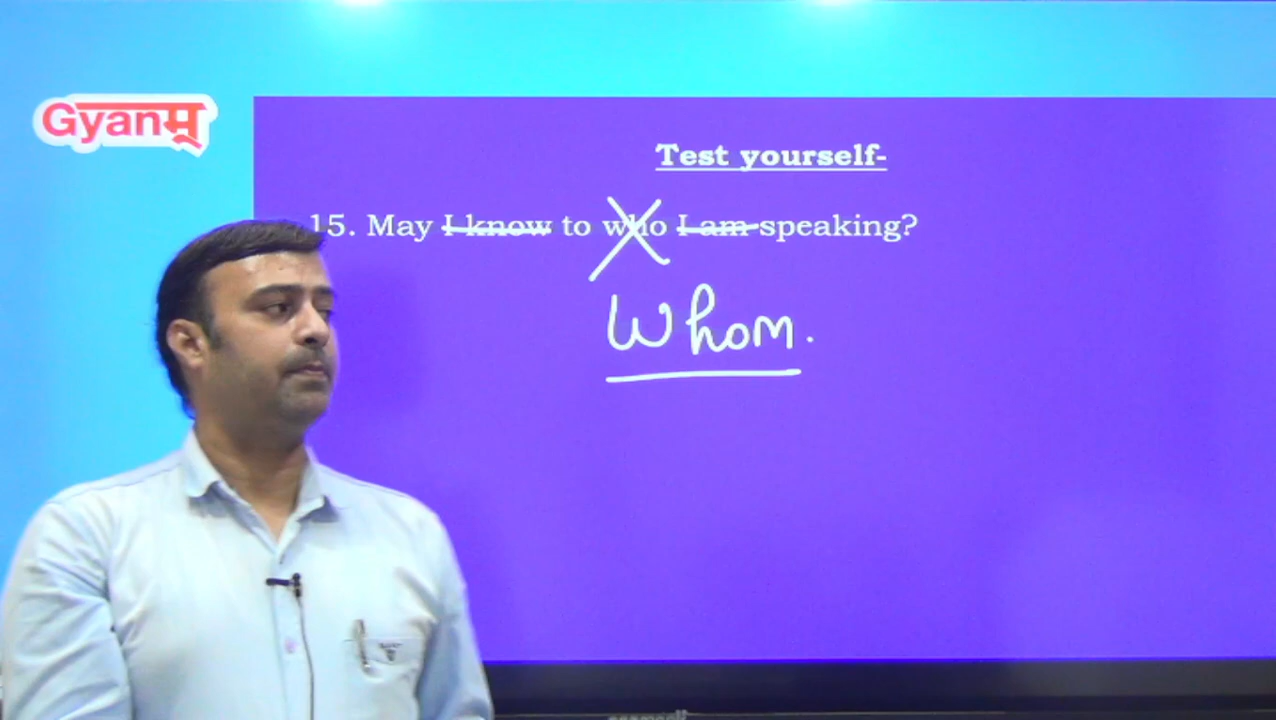 Gyanम्
Test yourself-
15. May I know to who I am speaking?
Whom.